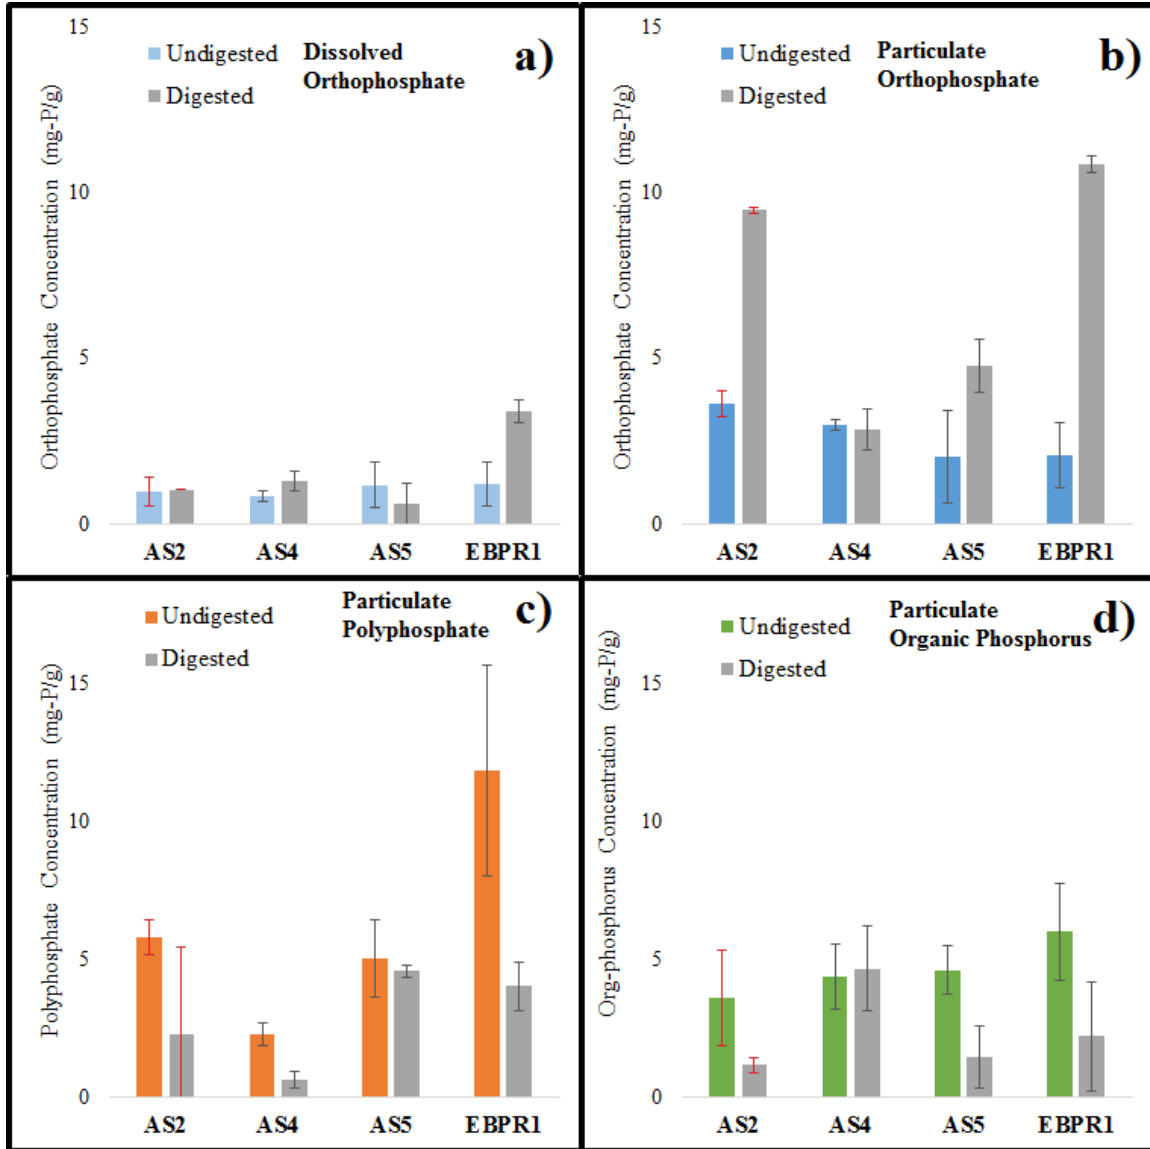 15
Undigested
Dissolved
Orthophosphate
a)
Digested
Orthophosphate Concentration (mg-P/g)
10
5
0
AS2 AS4 AS5 EBPR1
15
Undigested
Particulate
Orthophosphate
b)
Digested
Orthophosphate Concentration (mg-P/g)
10
5
0
AS2 AS4 AS5 EBPR1
Undigested
Particulate
Polyphosphate
c)
Digested
Polyphosphate Concentration (mg-P/g)
15
10
5
0
AS2 AS4 AS5 EBPR1
Undigested
Particulate
Organic Phosphorus
d)
Digested
Org-phosphorus Concentration (mg-P/g)
15
10
5
0
AS2 AS4 AS5 EBPR1